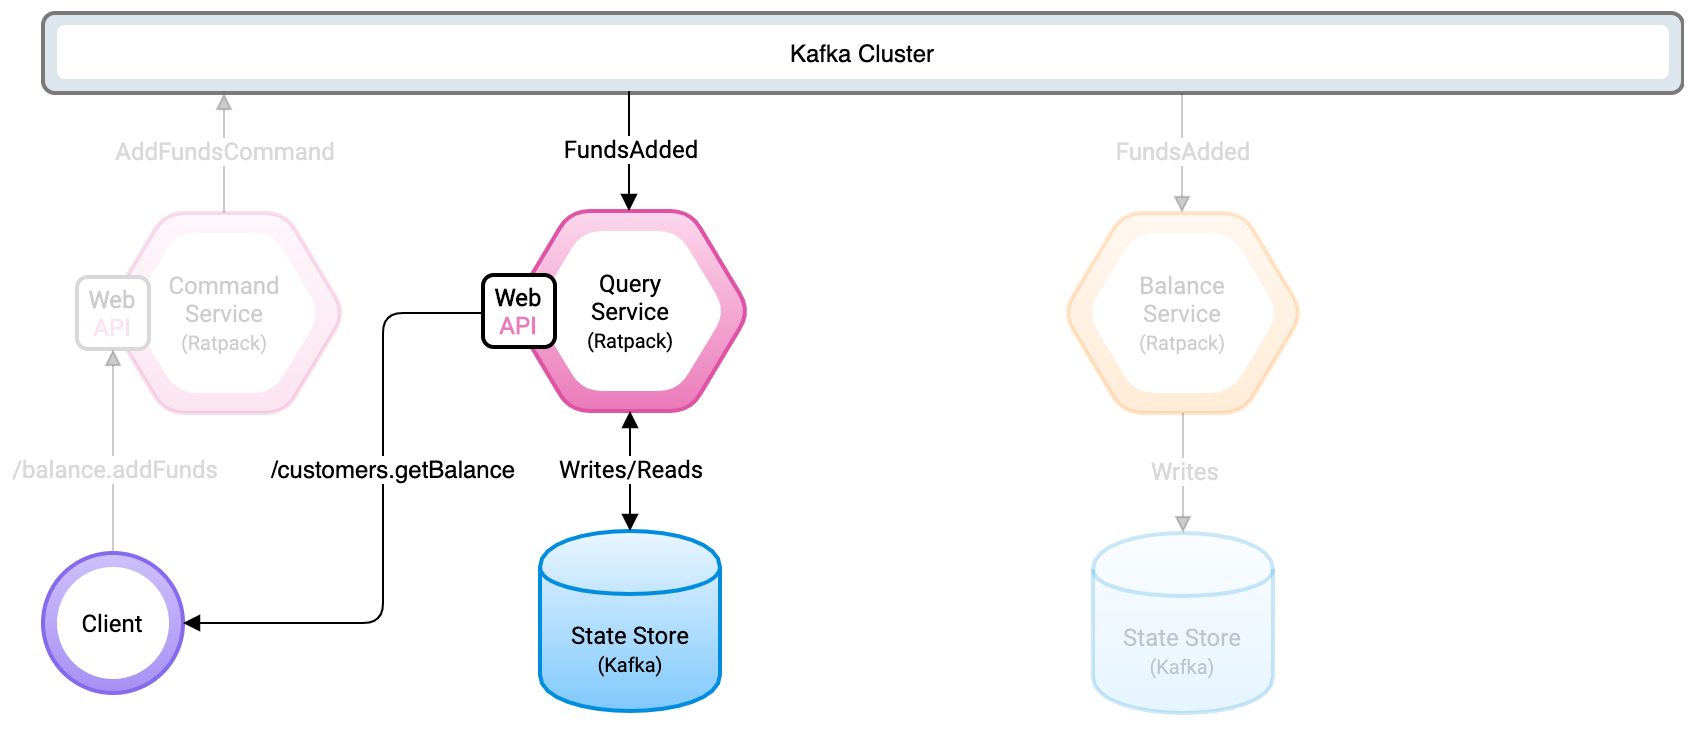 Kafka Cluster
AddFundsCommand
FundsAdded
FundsAdded
Web
API
Command
Service
(Ratpack)
Web
API
Query
Service
(Ratpack)
Balance
Service
(Ratpack)
/balance.addFunds
/customers.getBalance
Writes/Reads
Writes
Client
State Store
(Kafka)
State Store
(Kafka)